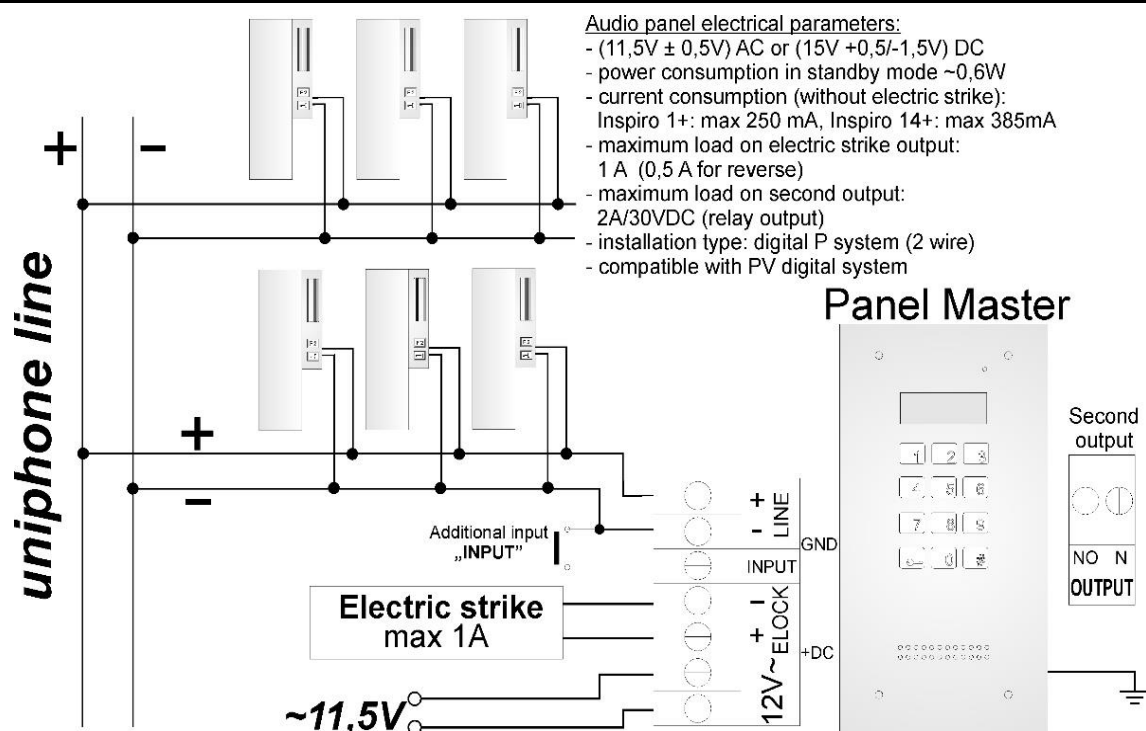 Audio panel electrical parameters:
- (11,5V ± 0,5V) AC or (15V +0,5/-1,5V) DC
- power consumption in standby mode ~0,6W
- current consumption (without electric strike):
Inspiro 1+: max 250 mA, Inspiro 14+: max 385mA
- maximum load on electric strike output:
1 A (0,5 A for reverse)
- maximum load on second output:
2A/30VDC (relay output)
- installation type: digital P system (2 wire)
- compatible with PV digital system
+ -
uniphone line
+
-
Panel Master
Second
output
NO N
OUTPUT
1 2 3
4 5 6
7 8 9
0 #
Additional input
„INPUT”
+
- LINE
GND
INPUT
-
+ ELOCK
+DC
12V~
Electric strike
max 1A
~11,5V